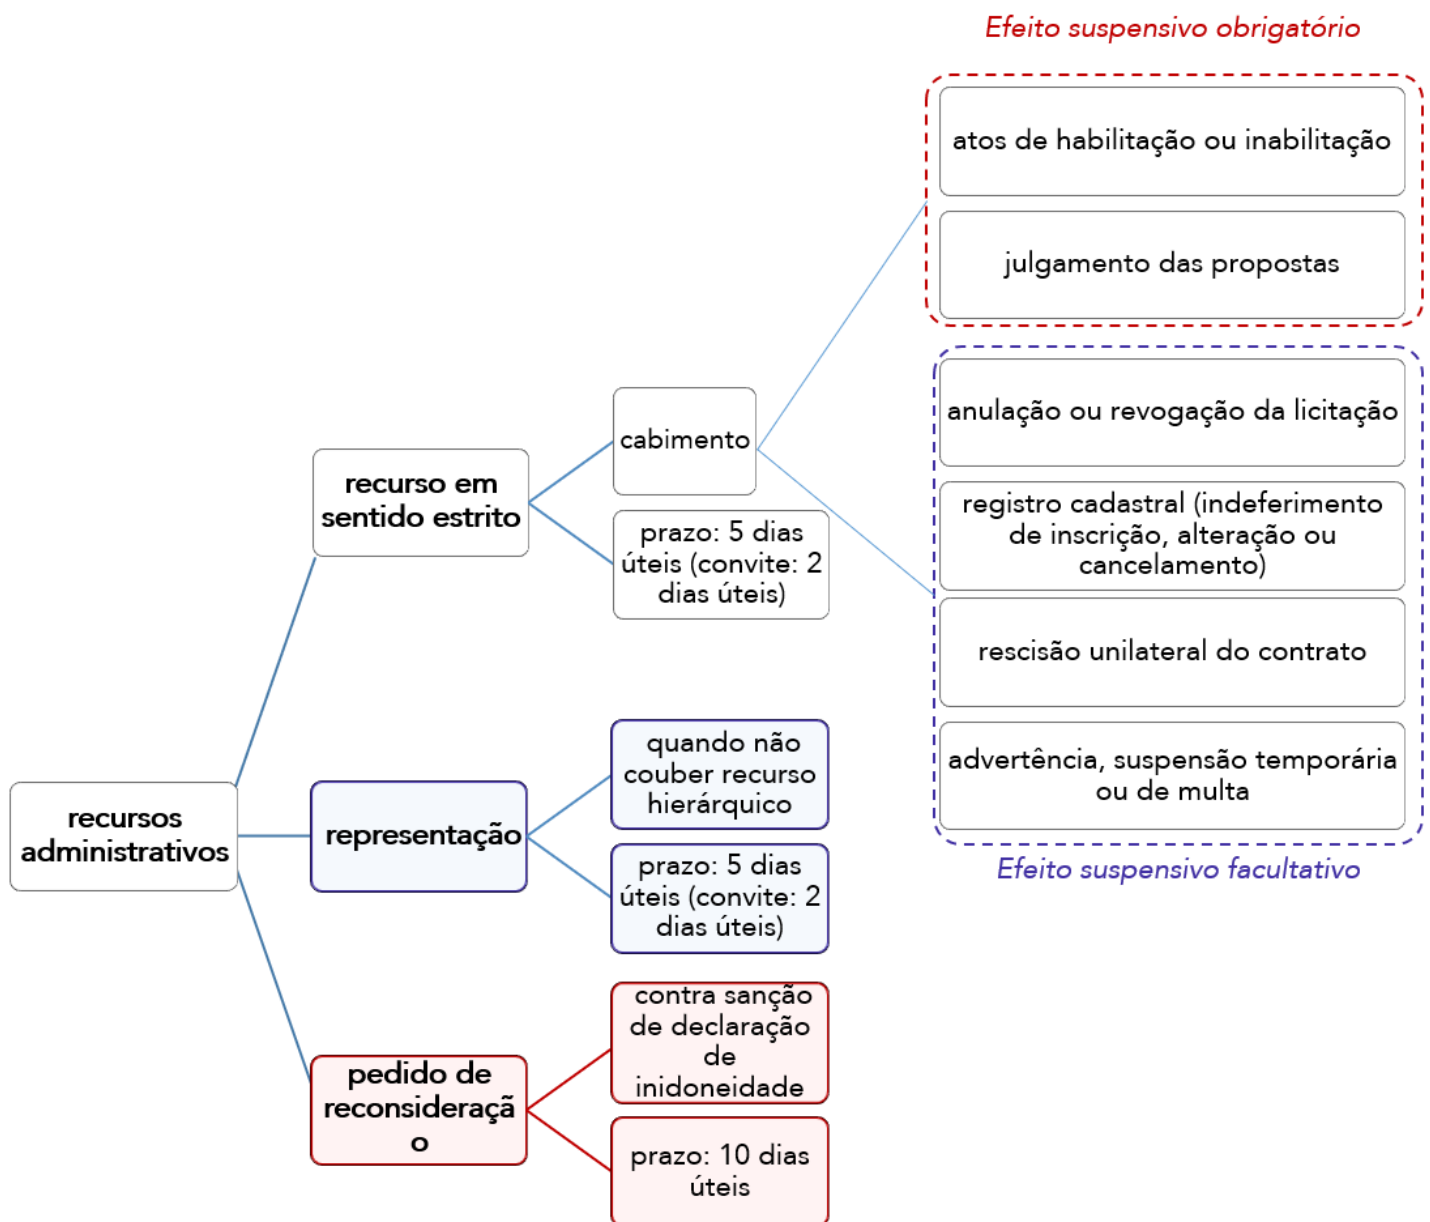 Efeito suspensivo obrigatório
atos de habilitação ou inabilitação
julgamento das propostas
anulação ou revogação da licitação
registro cadastral (indeferimento
de inscrição, alteração ou
cancelamento)
rescisão unilateral do contrato
advertência, suspensão temporária
ou de multa
Efeito suspensivo facultativo
cabimento
prazo: 5 dias
úteis (convite: 2
dias úteis)
recurso em
sentido estrito
quando não
couber recurso
hierárquico
prazo: 5 dias
úteis (convite: 2
dias úteis)
representação
recursos
administrativos
contra sanção
de declaração
de
inidoneidade
prazo: 10 dias
úteis
pedido de
reconsideraçã
o